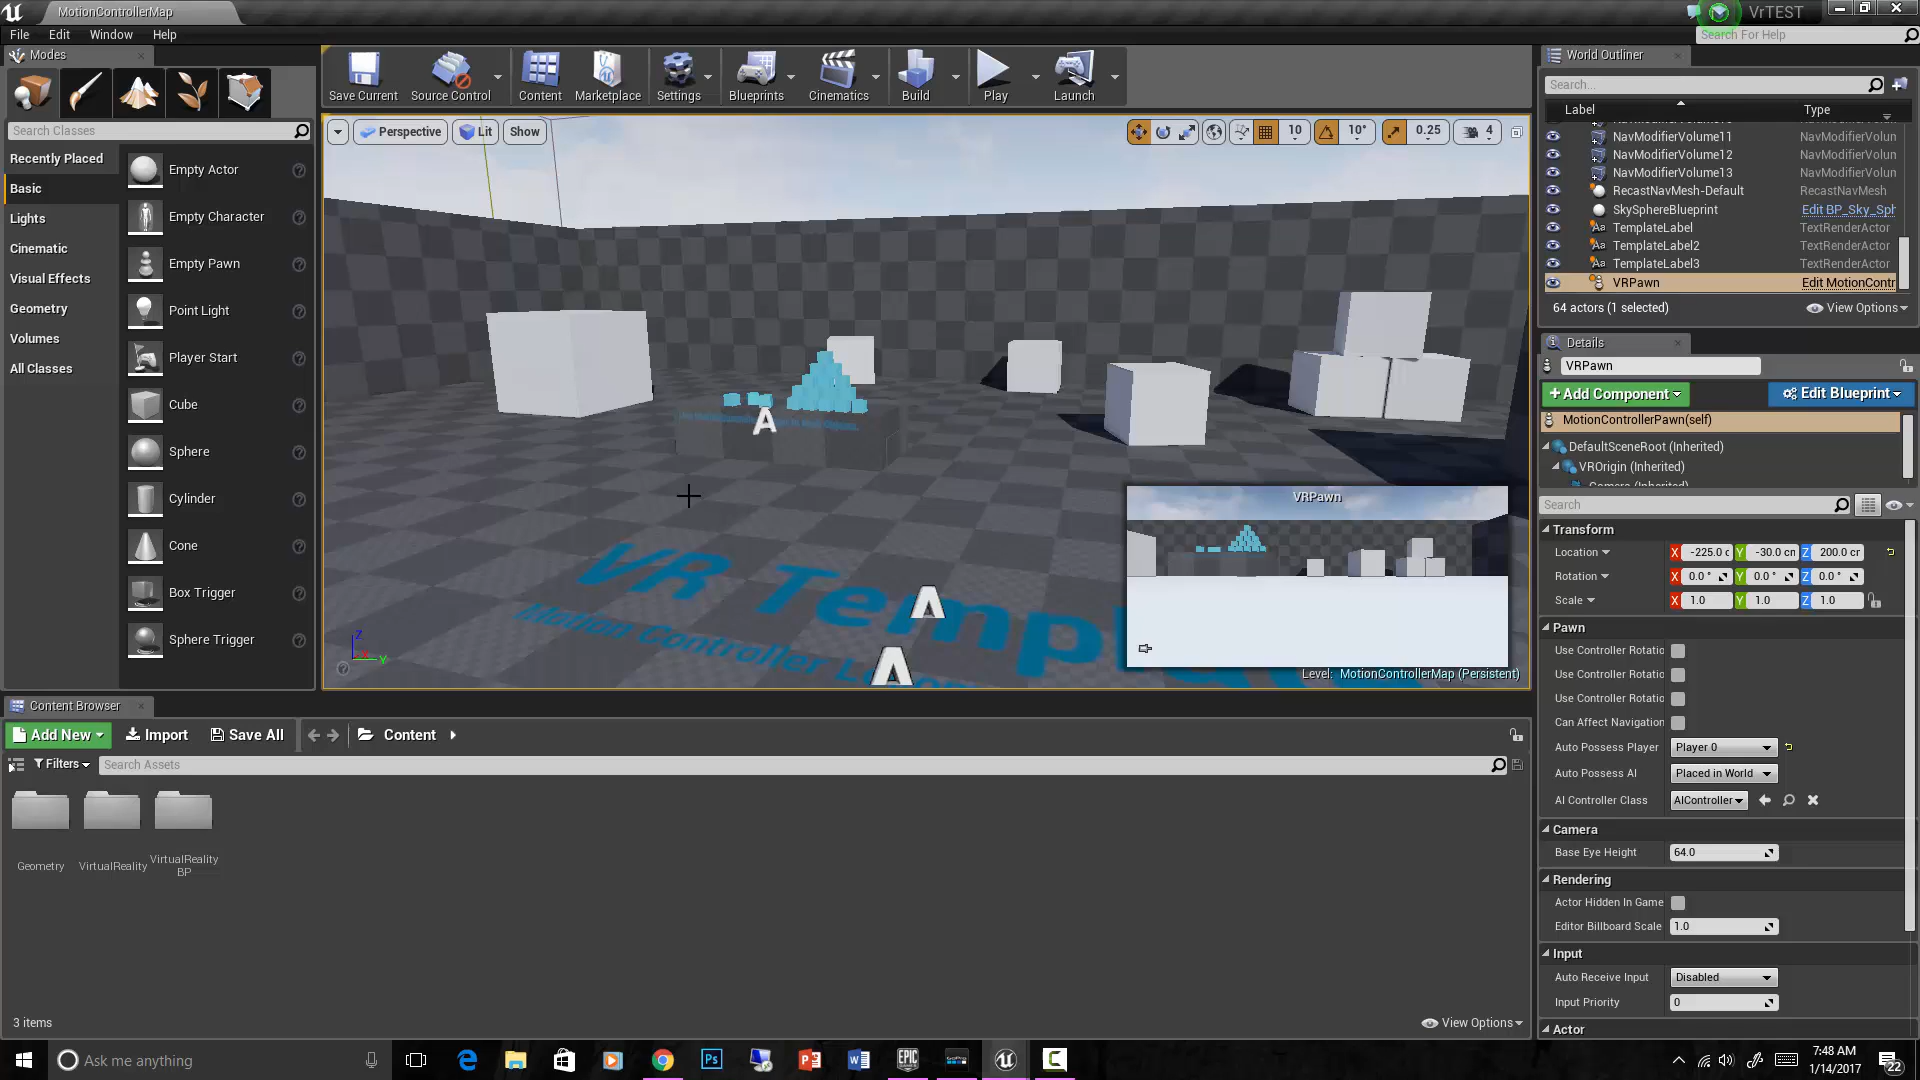 MotionControllerMap
VrTEST
File Edit Window Help
Search For Help
Modes
Search Classes
Recently Placed
Basic
Lights
Cinematic
Visual Effects
Geometry
Volumes
All Classes
Empty Actor
Empty Character
Empty Pawn
Point Light
Player Start
Cube
Sphere
Cylinder
Cone
Box Trigger
Sphere Trigger
Save Current
Source Control
Content
Marketplace
Settings
Blueprints
Cinematics
Build
Play
Launch
Perspective
Lit
Show
10
10°
0.25
4
VR Temp
Motion Controller
VRPawn
Level: MotionControllerMap (Persistent)
World Outliner
Search...
Label Type
NavModifierVolume11 NavModifierVolun
NavModifierVolume12 NavModifierVolun
NavModifierVolume13 NavModifierVolun
RecastNavMesh-Default RecastNavMesh
SkySphereBlueprint Edit BP_Sky_Sph
TemplateLabel TextRenderActor
TemplateLabel2 TextRenderActor
TemplateLabel3 TextRenderActor
VRPawn Edit MotionContr
64 actors (1 selected)
View Options
Details
VRPawn
+Add Component
Edit Blueprint
MotionControllerPawn(self)
DefaultSceneRoot (Inherited)
VROrigin (Inherited)
Camera (Inherited)
Search
Transform
Location X -225.0 c Y -30.0 cn Z 200.0 cr
Rotation X 0.0 ° Y 0.0 ° Z 0.0 °
Scale X 1.0 Y 1.0 Z 1.0
Pawn
Use Controller Rotatio
Use Controller Rotatio
Use Controller Rotatio
Can Affect Navigation
Auto Possess Player Player 0
Auto Possess AI Placed in World
AI Controller Class AIController
Camera
Base Eye Height 64.0
Rendering
Actor Hidden In Game
Editor Billboard Scale 1.0
Input
Auto Receive Input Disabled
Input Priority 0
Actor
Content Browser
Add New
Import
Save All
Content
Filters
Search Assets
Geometry
VirtualReality
VirtualReality
BP
3 items
View Options
Ask me anything
7:48 AM
1/14/2017
22